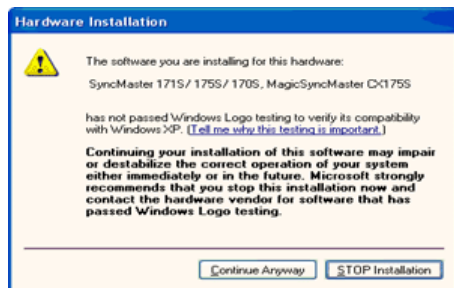 Hardware Installation
The software you are installing for this hardware:
SyncMaster 171S/ 175S/ 170S, MagicSyncMaster CX175S
has not passed Windows Logo testing to verify its compatibility
with Windows XP. (Tell me why this testing is important.)
Continuing your installation of this software may impair
or destabilize the correct operation of your system
either immediately or in the future. Microsoft strongly
recommends that you stop this installation now and
contact the hardware vendor for software that has
passed Windows Logo testing.
Continue Anyway STOP Installation